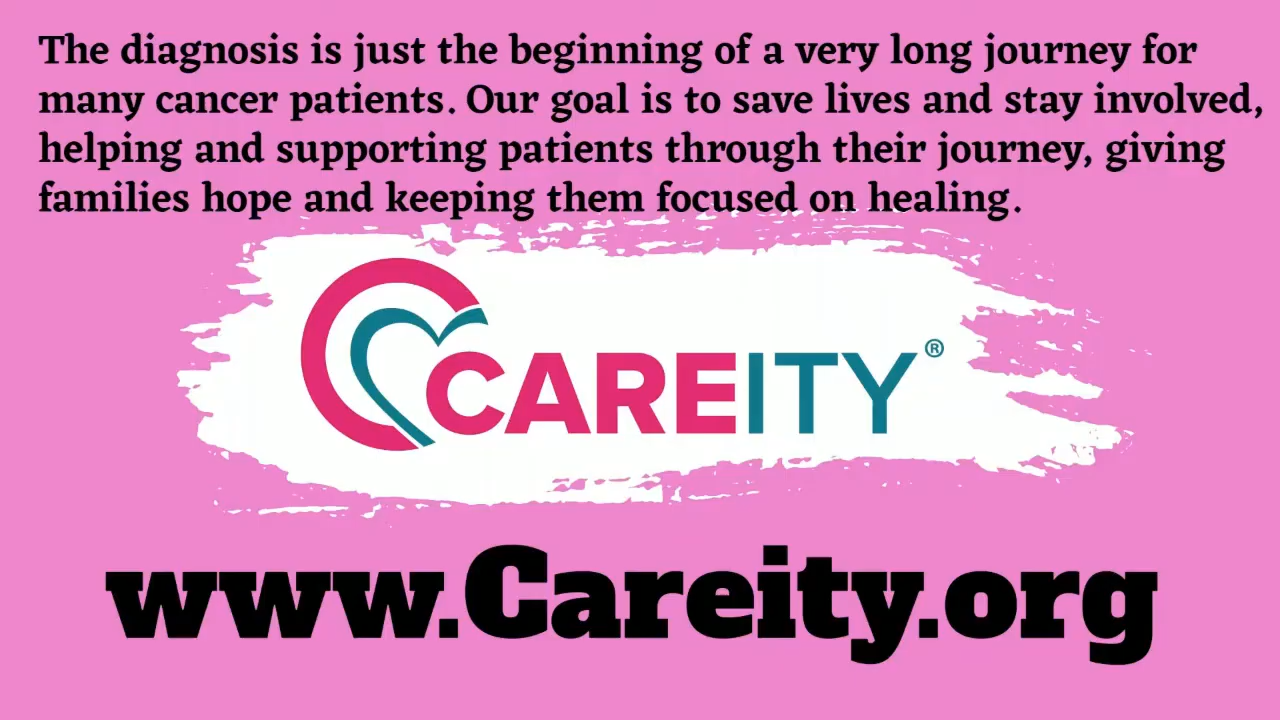 The diagnosis is just the beginning of a very long journey for
many cancer patients. Our goal is to save lives and stay involved,
helping and supporting patients through their journey, giving
families hope and keeping them focused on healing.
CAREITY®
www.Careity.org